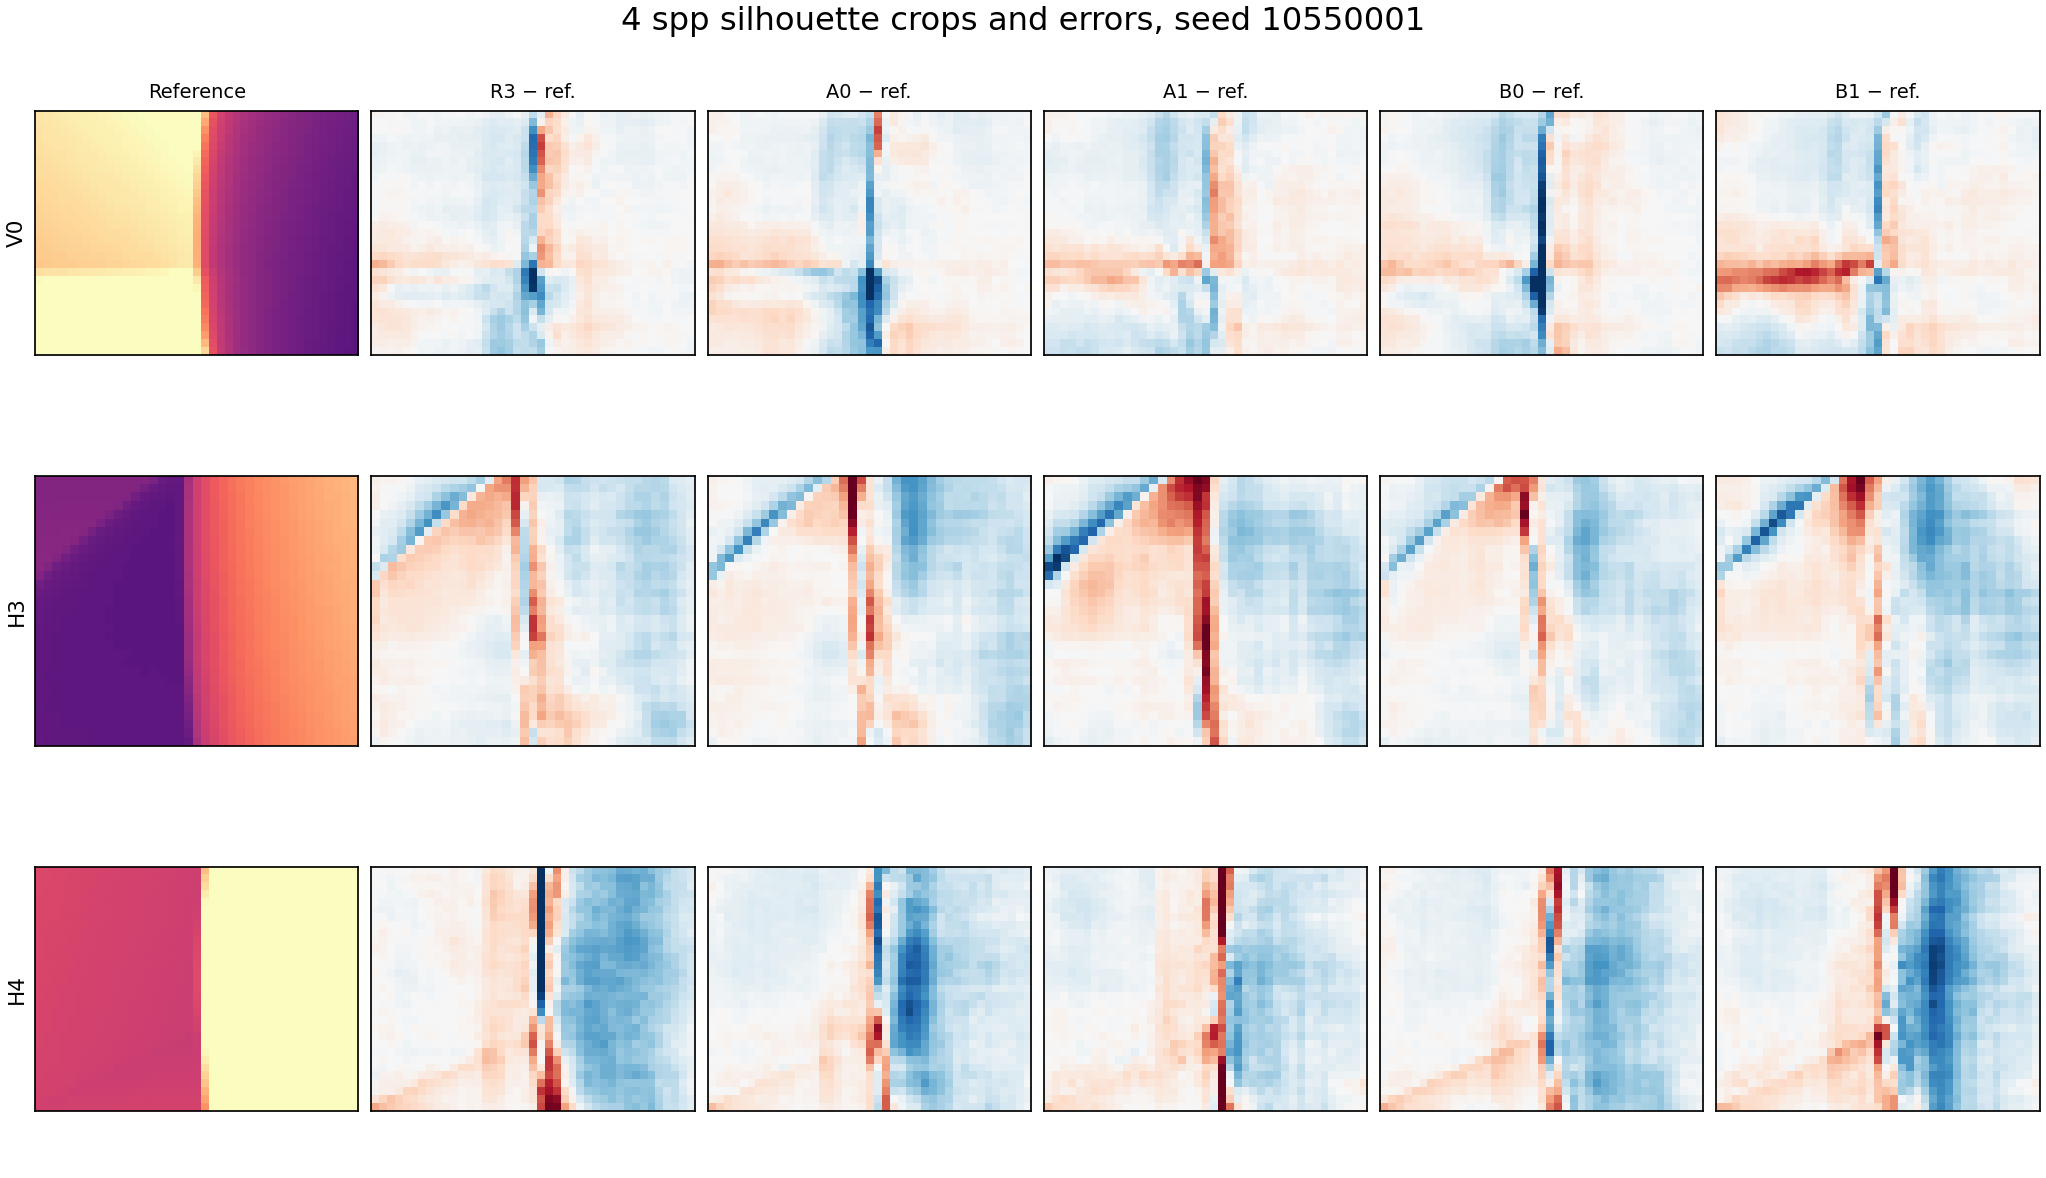 4 spp silhouette crops and errors, seed 10550001
Reference
R3 − ref.
A0 − ref.
A1 − ref.
B0 − ref.
B1 − ref.
V0
H3
H4